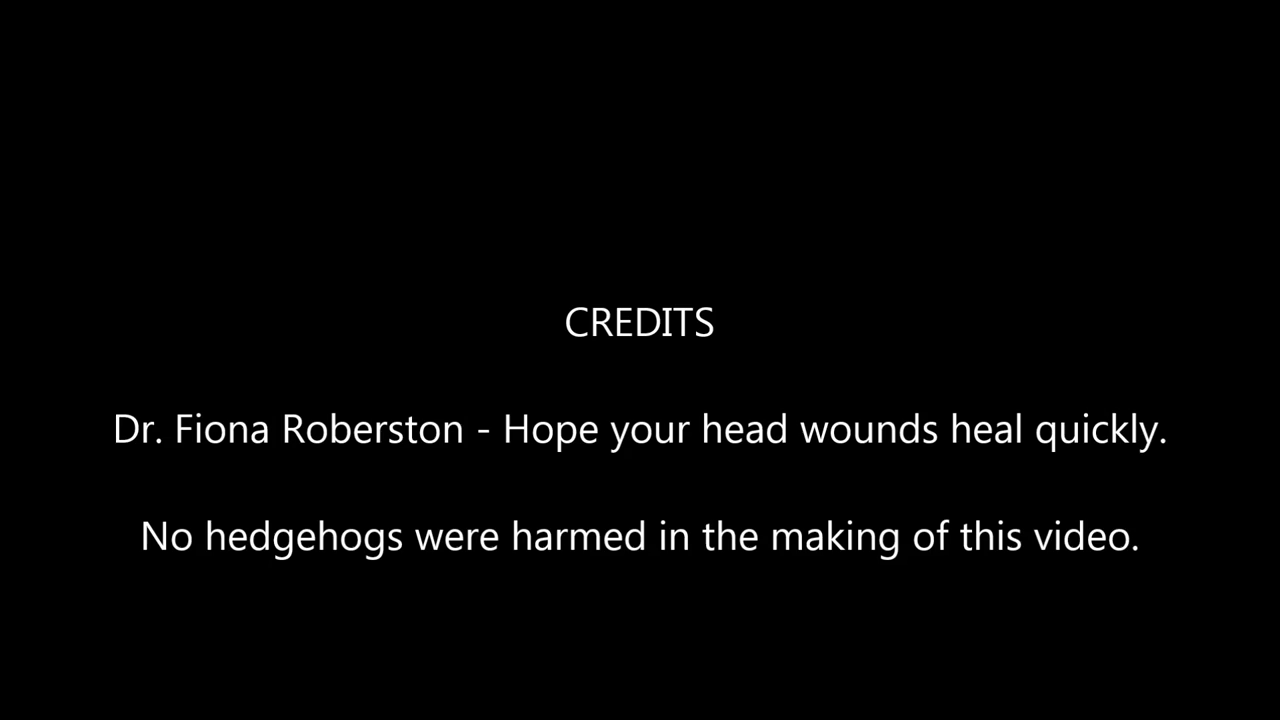 CREDITS
Dr. Fiona Roberston - Hope your head wounds heal quickly.
No hedgehogs were harmed in the making of this video.